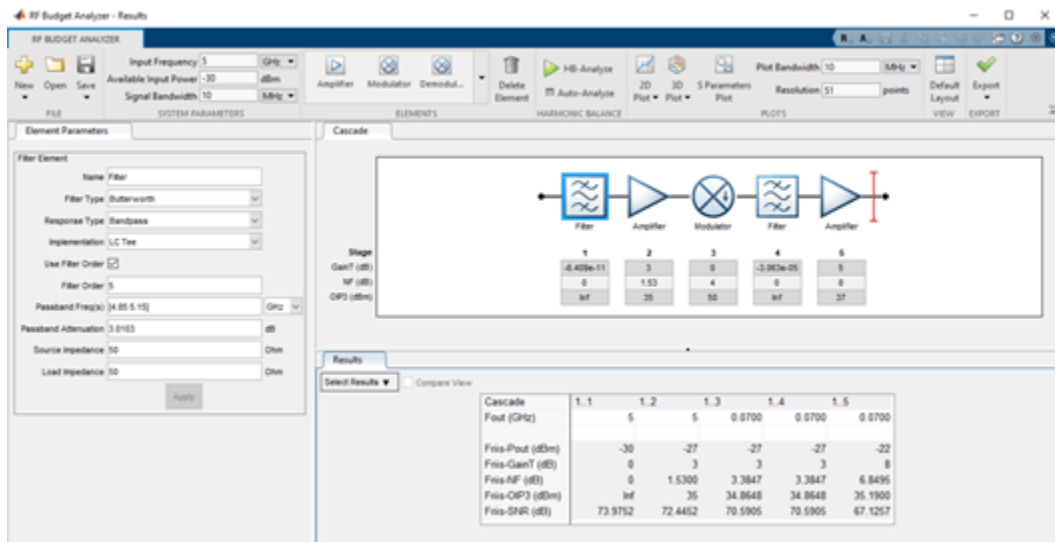 RF Budget Analyzer - Results
RF BUDGET ANALYZER
New
Open
Save
FILE
Input Frequency 5 GHz
Available Input Power -30 dBm
Signal Bandwidth 10 MHz
SYSTEM PARAMETERS
Amplifier
Modulator
Demodul...
ELEMENTS
Delete Element
HB-Analyze
Auto-Analyze
HARMONIC BALANCE
2D Plot
3D Plot
S Parameters Plot
Plot Bandwidth 10 MHz
Resolution 51 points
PLOTS
Default Layout
VIEW
Export
EXPORT
Element Parameters
Filter Element
Name Filter
Filter Type Butterworth
Response Type Bandpass
Implementation LC Tee
Use Filter Order
Filter Order 5
Passband Freq(s) [4.85 5.15] GHz
Passband Attenuation 3.0103 dB
Source Impedance 50 Ohm
Load Impedance 50 Ohm
Apply
Cascade
Filter Amplifier Modulator Filter Amplifier
Stage 1 2 3 4 5
GainT (dB) -6.409e-11 3 0 -3.063e-05 5
NF (dB) 0 1.53 4 0 8
OIP3 (dBm) Inf 35 50 Inf 37
Results
Select Results Compare View
Cascade 1..1 1..2 1..3 1..4 1..5
Fout (GHz) 5 5 0.0700 0.0700 0.0700
Friis-Pout (dBm) -30 -27 -27 -27 -22
Friis-GainT (dB) 0 3 3 3 8
Friis-NF (dB) 0 1.5300 3.3847 3.3847 6.8495
Friis-OIP3 (dBm) Inf 35 34.8648 34.8648 35.1900
Friis-SNR (dB) 73.9752 72.4452 70.5905 70.5905 67.1257